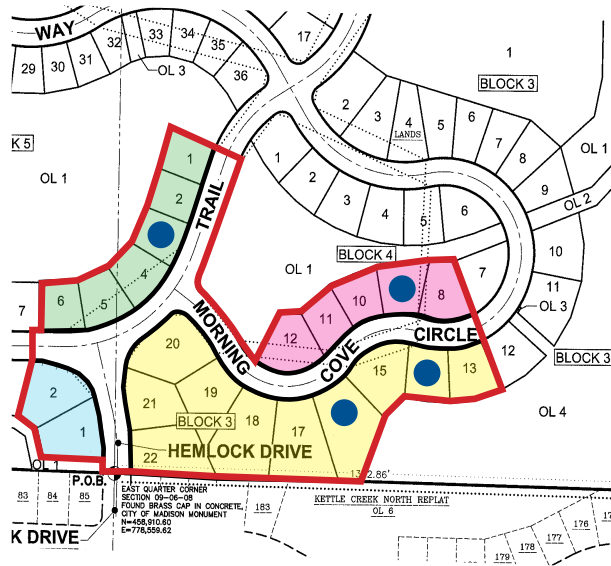 WAY
29
30
31
32
33
34
35
36
OL 3
17
1
BLOCK 3
2
3
4
LANDS
5
6
7
8
9
OL 1
OL 2
10
11
OL 3
12
BLOCK 3
OL 4
K 5
OL 1
1
2
3
4
5
6
7
BLOCK 4
OL 1
TRAIL
1
2
4
5
6
7
MORNING
COVE
CIRCLE
12
11
10
8
20
19
18
17
15
13
21
22
BLOCK 3
2
1
OL 1
HEMLOCK DRIVE
P.O.B.
EAST QUARTER CORNER
SECTION 09-06-08
FOUND BRASS CAP IN CONCRETE,
CITY OF MADISON MONUMENT
N=458,910.60
E=778,559.62
KETTLE CREEK NORTH REPLAT
OL 6
83
84
85
183
K DRIVE
179
178
177
176